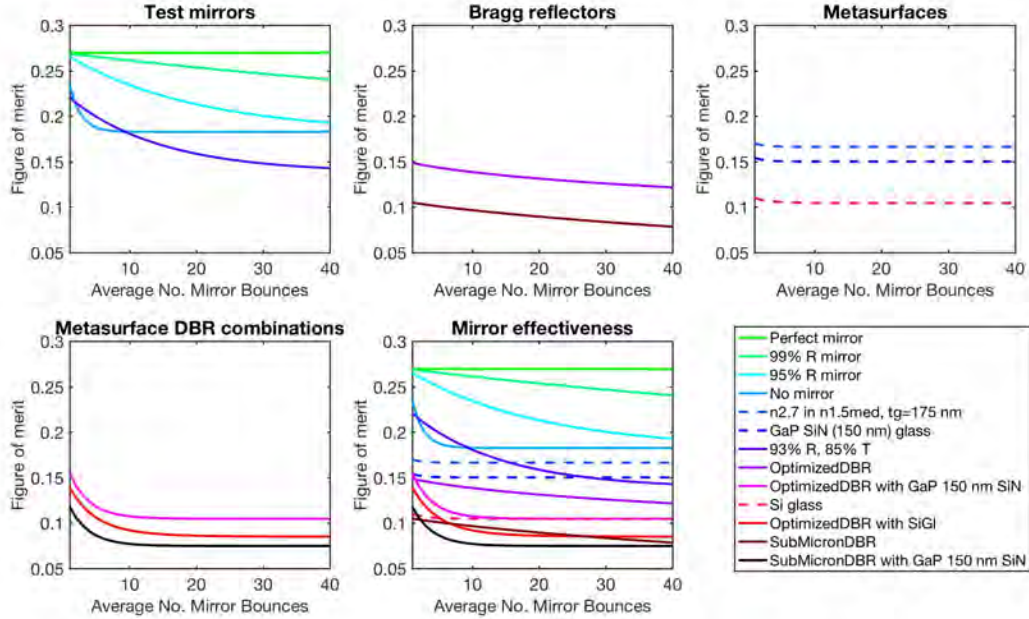 Test mirrors
0.3
0.25
0.2
0.15
0.1
0.05
Figure of merit
10 20 30 40
Average No. Mirror Bounces
Bragg reflectors
0.3
0.25
0.2
0.15
0.1
0.05
Figure of merit
10 20 30 40
Average No. Mirror Bounces
Metasurfaces
0.3
0.25
0.2
0.15
0.1
0.05
Figure of merit
10 20 30 40
Average No. Mirror Bounces
Metasurface DBR combinations
0.3
0.25
0.2
0.15
0.1
0.05
Figure of merit
10 20 30 40
Average No. Mirror Bounces
Mirror effectiveness
0.3
0.25
0.2
0.15
0.1
0.05
Figure of merit
10 20 30 40
Average No. Mirror Bounces
Perfect mirror
99% R mirror
95% R mirror
No mirror
n2.7 in n1.5med, tg=175 nm
GaP SiN (150 nm) glass
93% R, 85% T
OptimizedDBR
OptimizedDBR with GaP 150 nm SiN
Si glass
OptimizedDBR with SiGl
SubMicronDBR
SubMicronDBR with GaP 150 nm SiN